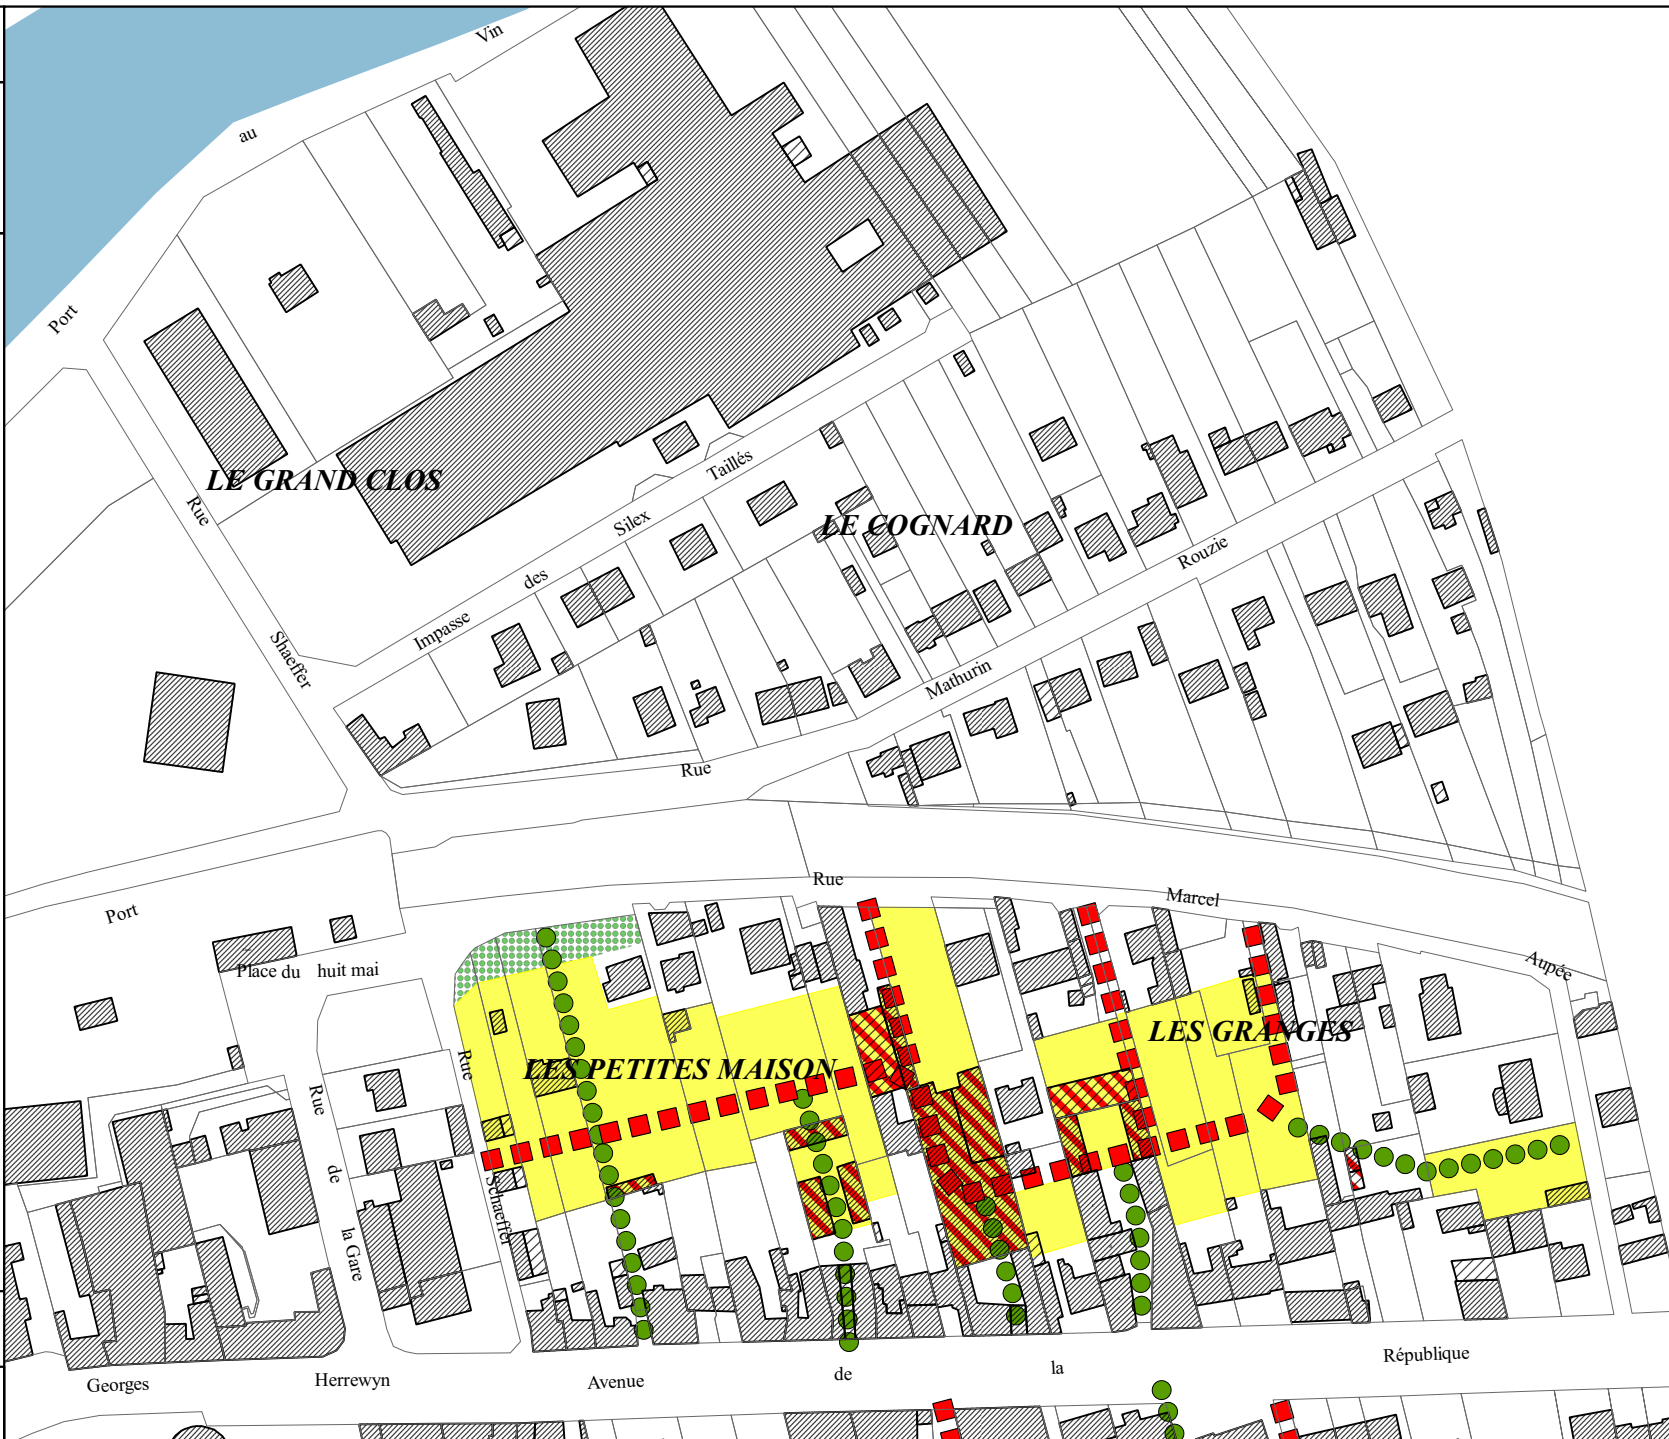 Vin
au
Port
LE GRAND CLOS
Rue
Shaeffer
Taillés
Silex
des
Impasse
LE COGNARD
Rouzie
Mathurin
Rue
Rue
Marcel
Aupée
Port
Place du huit mai
LES GRANGES
LES PETITES MAISON
Rue
Schaeffer
Rue
de
la Gare
Georges
Herrewyn
Avenue
de
la
République